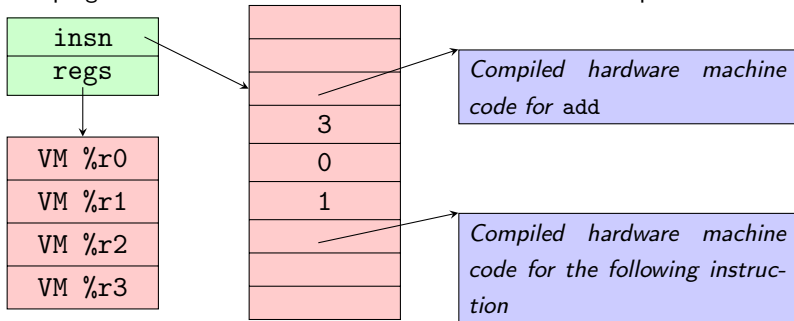 insn
regs
VM %r0
VM %r1
VM %r2
VM %r3
3
0
1
Compiled hardware machine
code for add
Compiled hardware machine
code for the following instruc-
tion